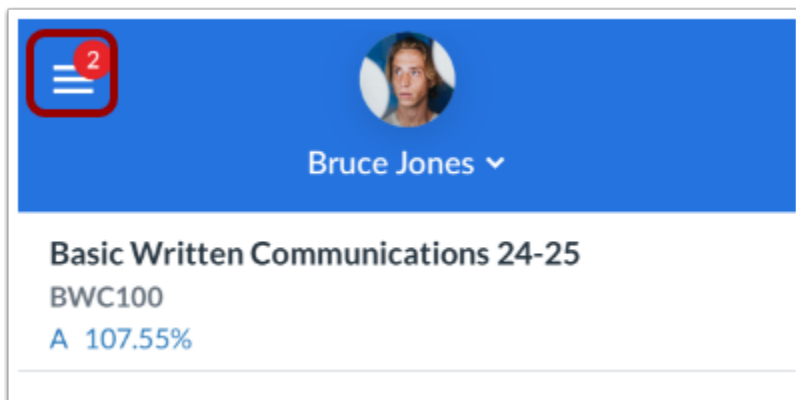 2
Bruce Jones
Basic Written Communications 24-25
BWC100
A 107.55%